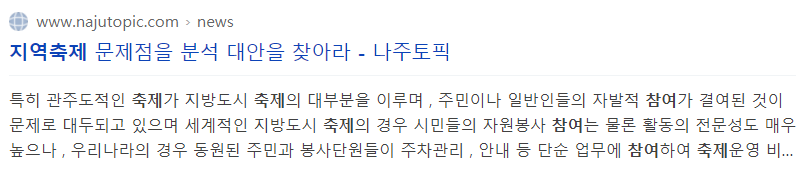 www.najutopic.com › news
지역축제 문제점을 분석 대안을 찾아라 - 나주토픽
특히 관주도적인 축제가 지방도시 축제의 대부분을 이루며 , 주민이나 일반인들의 자발적 참여가 결여된 것이
문제로 대두되고 있으며 세계적인 지방도시 축제의 경우 시민들의 자원봉사 참여는 물론 활동의 전문성도 매우
높으나 , 우리나라의 경우 동원된 주민과 봉사단원들이 주차관리 , 안내 등 단순 업무에 참여하여 축제운영 비...